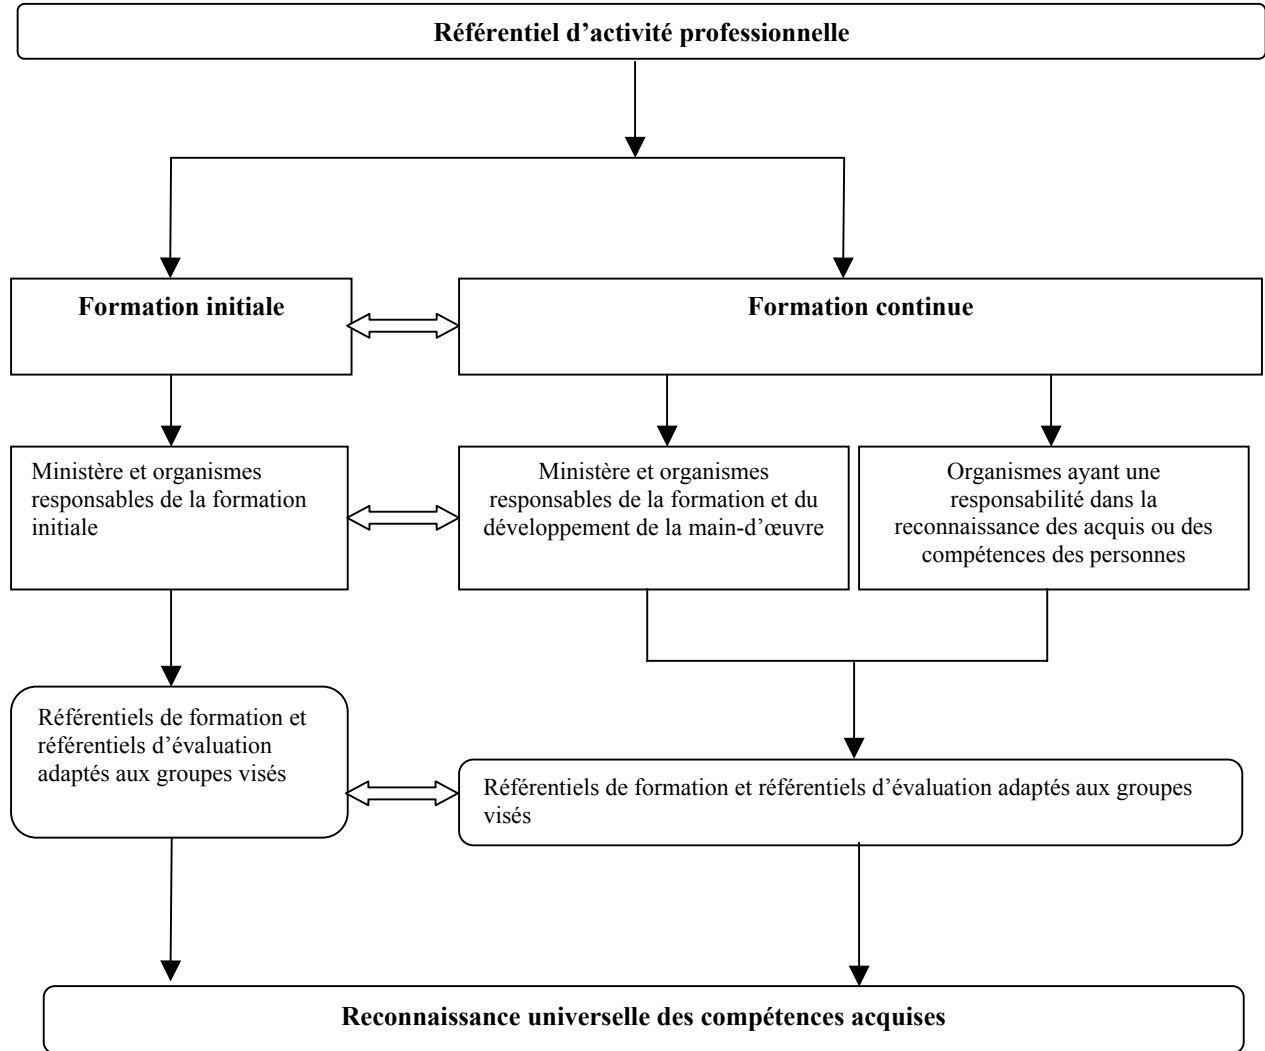 Référentiel d’activité professionnelle
Formation initiale
Formation continue
Ministère et organismes
responsables de la formation
initiale
Ministère et organismes
responsables de la formation et du
développement de la main-d’œuvre
Organismes ayant une
responsabilité dans la
reconnaissance des acquis ou des
compétences des personnes
Référentiels de formation et
référentiels d’évaluation
adaptés aux groupes visés
Référentiels de formation et référentiels d’évaluation adaptés aux groupes
visés
Reconnaissance universelle des compétences acquises